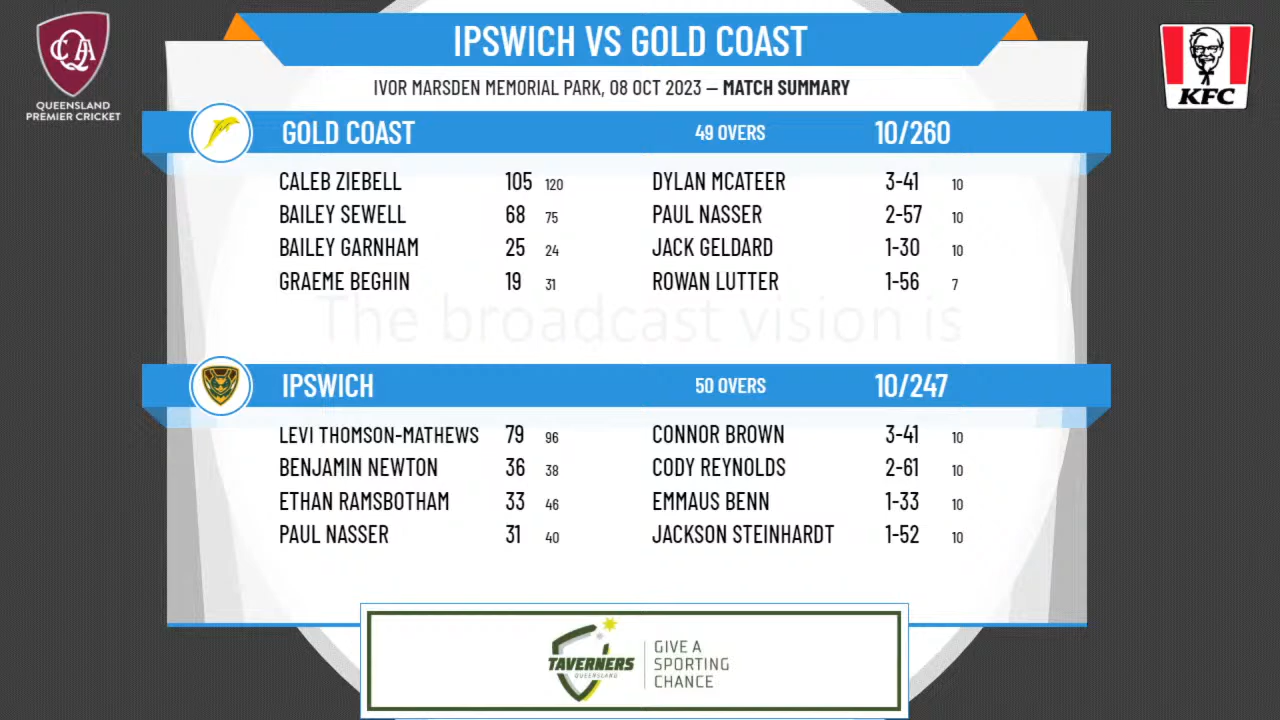 IPSWICH VS GOLD COAST
IVOR MARSDEN MEMORIAL PARK, 08 OCT 2023 – MATCH SUMMARY
QUEENSLAND
PREMIER CRICKET
KFC
GOLD COAST 49 OVERS 10/260
CALEB ZIEBELL 105 120 DYLAN MCATEER 3-41 10
BAILEY SEWELL 68 75 PAUL NASSER 2-57 10
BAILEY GARNHAM 25 24 JACK GELDARD 1-30 10
GRAEME BEGHIN 19 31 ROWAN LUTTER 1-56 7
The broadcast vision is
IPSWICH 50 OVERS 10/247
LEVI THOMSON-MATHEWS 79 96 CONNOR BROWN 3-41 10
BENJAMIN NEWTON 36 38 CODY REYNOLDS 2-61 10
ETHAN RAMSBOTHAM 33 46 EMMAUS BENN 1-33 10
PAUL NASSER 31 40 JACKSON STEINHARDT 1-52 10
TAVERNERS
QUEENSLAND
GIVE A
SPORTING
CHANCE